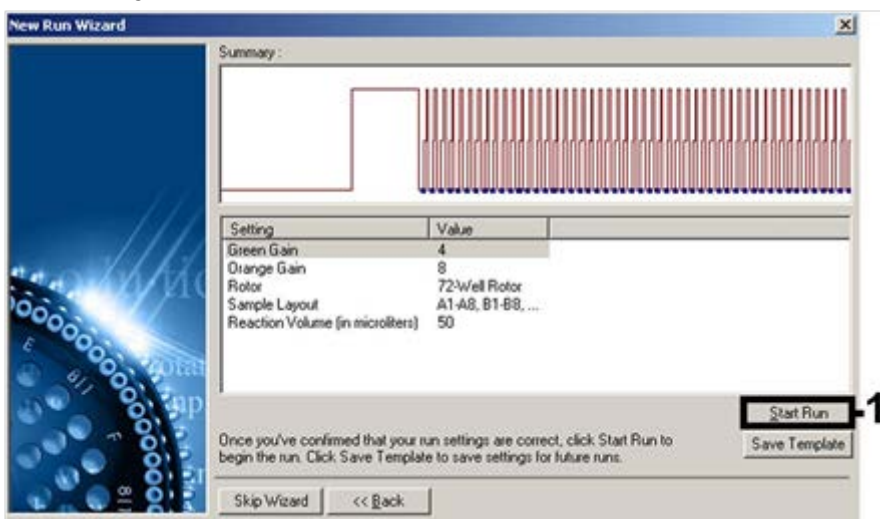 New Run Wizard
Summary :
Setting Value
Green Gain 4
Orange Gain 8
Rotor 72-Well Rotor
Sample Layout A1-A8, B1-B8, ...
Reaction Volume (in microliters) 50
Start Run 1
Once you've confirmed that your run settings are correct, click Start Run to
begin the run. Click Save Template to save settings for future runs.
Save Template
Skip Wizard << Back